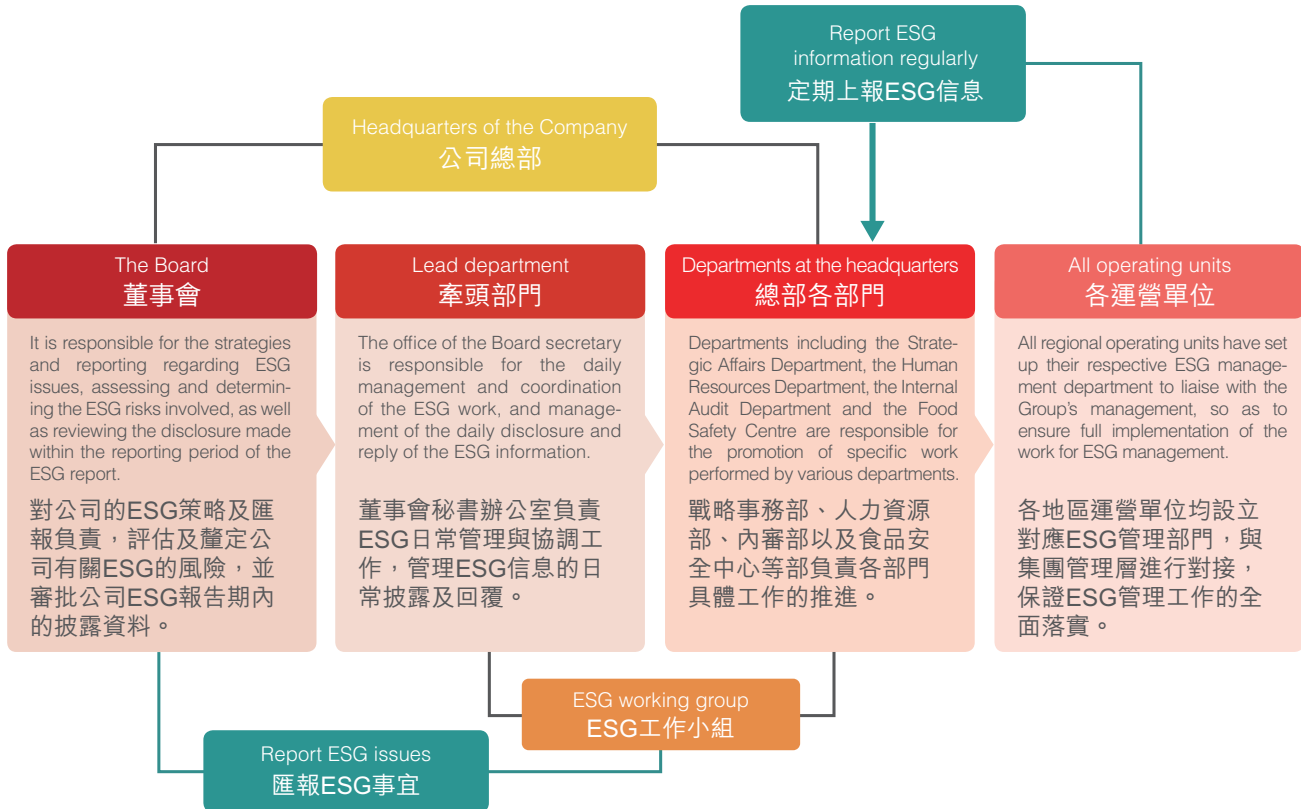 Report ESG
information regularly
定期上報ESG信息
Headquarters of the Company
公司總部
The Board
董事會
It is responsible for the strategies
and reporting regarding ESG
issues, assessing and determin-
ing the ESG risks involved, as well
as reviewing the disclosure made
within the reporting period of the
ESG report.
對公司的ESG策略及匯
報負責，評估及釐定公
司有關ESG的風險，並
審批公司ESG報告期內
的披露資料。
Lead department
牽頭部門
The office of the Board secretary
is responsible for the daily
management and coordination
of the ESG work, and manage-
ment of the daily disclosure and
reply of the ESG information.
董事會秘書辦公室負責
ESG日常管理與協調工
作，管理ESG信息的日
常披露及回覆。
Departments at the headquarters
總部各部門
Departments including the Strate-
gic Affairs Department, the Human
Resources Department, the Internal
Audit Department and the Food
Safety Centre are responsible for
the promotion of specific work
performed by various departments.
戰略事務部、人力資源
部、內審部以及食品安
全中心等部負責各部門
具體工作的推進。
All operating units
各運營單位
All regional operating units have set
up their respective ESG manage-
ment department to liaise with the
Group's management, so as to
ensure full implementation of the
work for ESG management.
各地區運營單位均設立
對應ESG管理部門，與
集團管理層進行對接，
保證ESG管理工作的全
面落實。
ESG working group
ESG工作小組
Report ESG issues
匯報ESG事宜